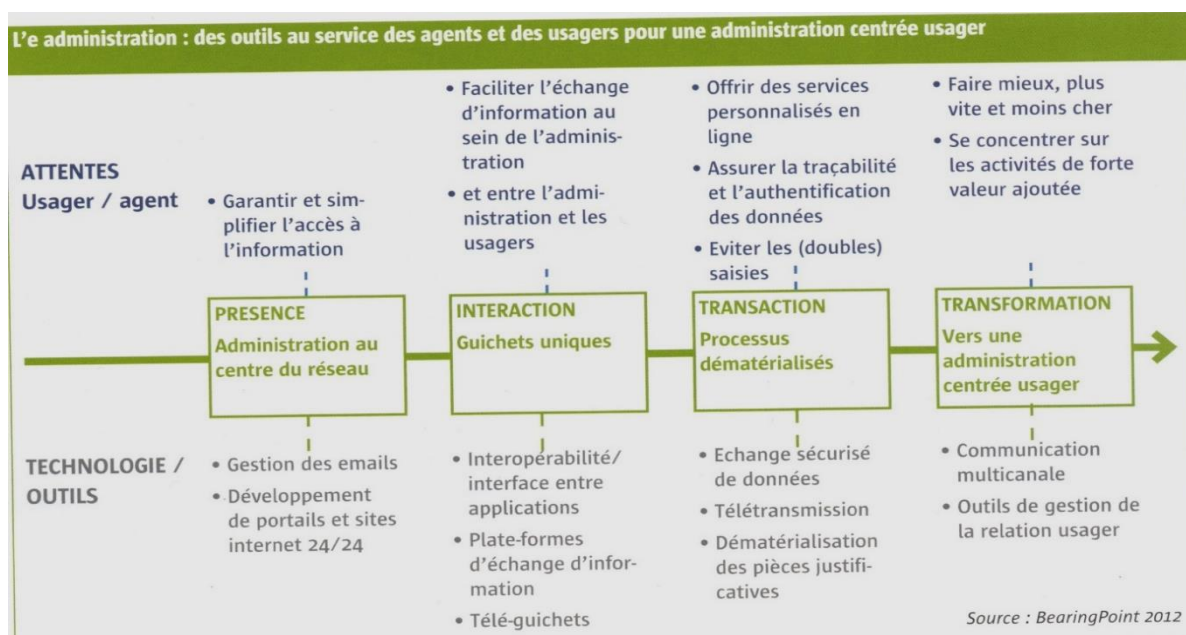 L'e administration : des outils au service des agents et des usagers pour une administration centrée usager
ATTENTES
Usager / agent
• Garantir et sim-
plifier l'accès à
l'information
• Faciliter l'échange
d'information au
sein de l'adminis-
tration
• et entre l'admi-
nistration et les
usagers
• Offrir des services
personnalisés en
ligne
• Assurer la traçabilité
et l'authentification
des données
• Eviter les (doubles)
saisies
• Faire mieux, plus
vite et moins cher
• Se concentrer sur
les activités de forte
valeur ajoutée
PRESENCE
Administration au
centre du réseau
INTERACTION
Guichets uniques
TRANSACTION
Processus
dématérialisés
TRANSFORMATION
Vers une
administration
centrée usager
TECHNOLOGIE /
OUTILS
• Gestion des emails
• Développement
de portails et sites
internet 24/24
• Interopérabilité/
interface entre
applications
• Plate-formes
d'échange d'infor-
mation
• Télé-guichets
• Echange sécurisé
de données
• Télétransmission
• Dématérialisation
des pièces justifi-
catives
• Communication
multicanale
• Outils de gestion de
la relation usager
Source : BearingPoint 2012